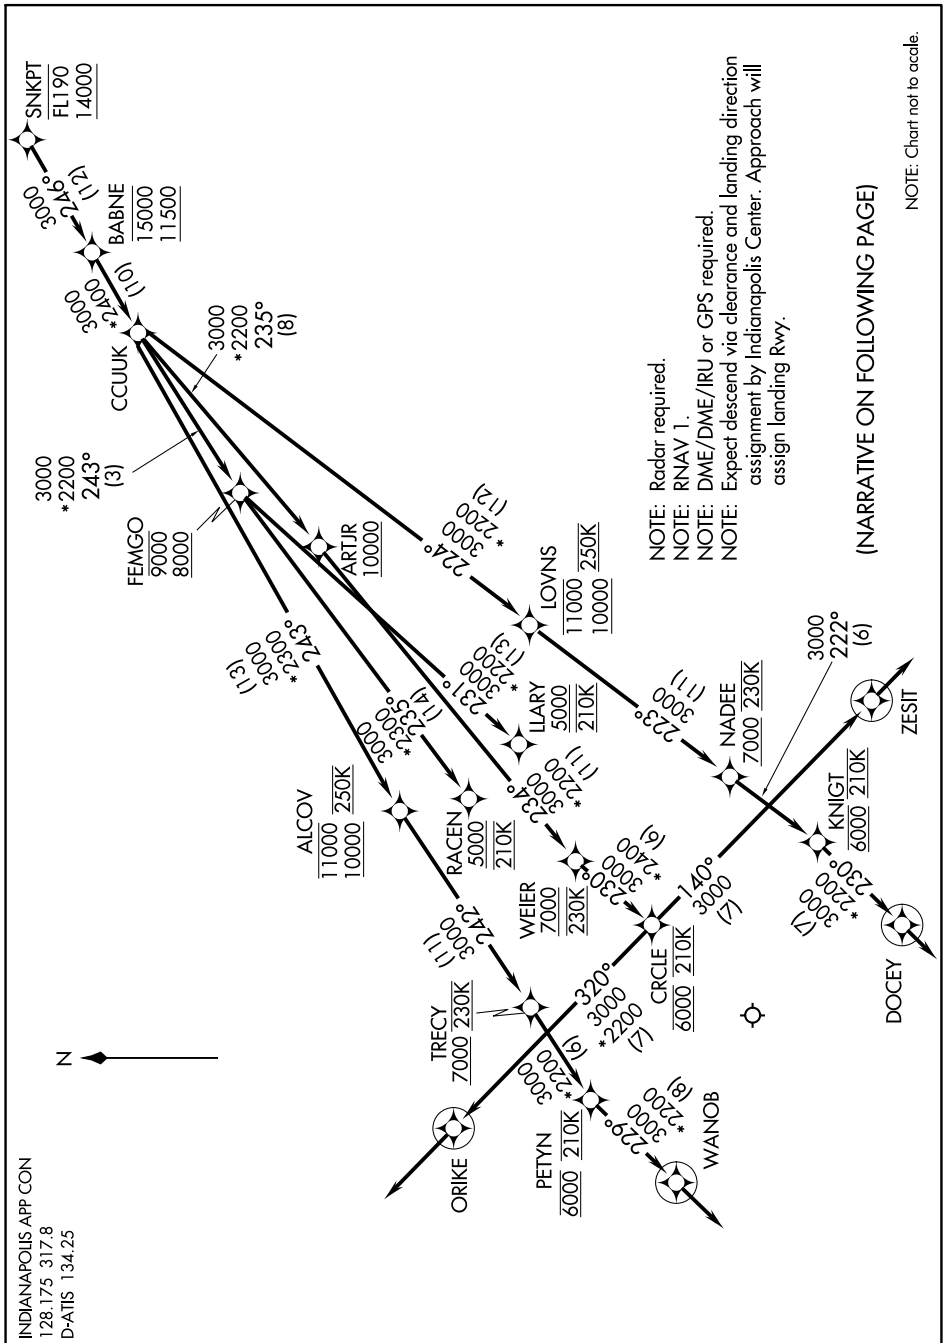 INDIANAPOLIS APP CON
128.175 317.8
D-ATIS 134.25
N
SNKPT
FL190
14000
3000
246°
(12)
BABNE
15000
11500
3000
*2400
(10)
CCUUK
3000
*2200
235°
(8)
3000
*2200
243°
(3)
FEMGO
9000
8000
ARTJR
10000
224°
3000
*2200
(12)
LOVNS
11000 250K
10000
(13)
3000
*2300
243°
ALCOV
11000 250K
10000
3000
*2300
235°
(14)
RACEN
5000
210K
231°
3000
*2200
(13)
LLARY
5000
210K
234°
3000
*2200
(11)
WEIER
7000
230K
230°
3000
*2400
(6)
CRCLE
6000 210K
223°
3000
(11)
NADEE
7000 230K
3000
222°
(6)
KNIGT
6000 210K
230°
*2200
3000
(7)
DOCEY
140°
3000
(7)
ZESIT
320°
3000
*2200
(7)
ORIKE
(11)
3000
242°
TRECY
7000 230K
3000
*2200
(6)
PETYN
6000 210K
229°
3000
*2200
(8)
WANOB
NOTE: Radar required.
NOTE: RNAV 1.
NOTE: DME/DME/IRU or GPS required.
NOTE: Expect descend via clearance and landing direction
assignment by Indianapolis Center. Approach will
assign landing Rwy.
(NARRATIVE ON FOLLOWING PAGE)
NOTE: Chart not to acale.